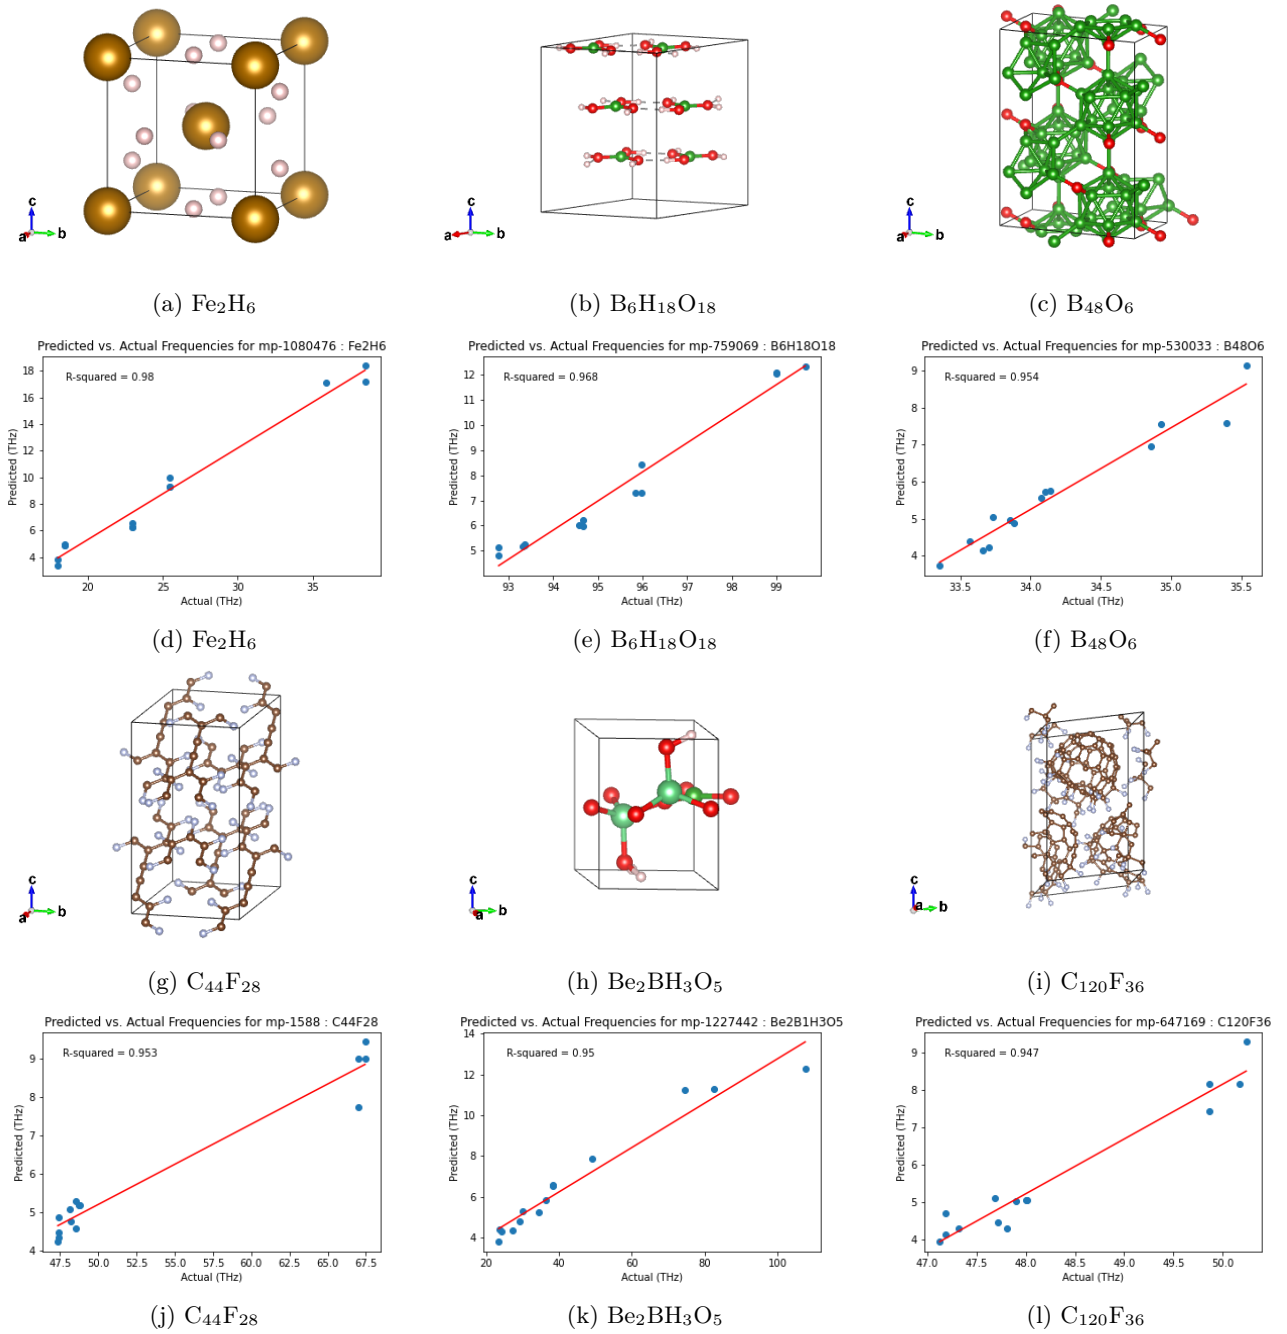 c
a
b
c
a
b
c
a
b
(a) Fe₂H₆
(b) B₆H₁₈O₁₈
(c) B₄₈O₆
Predicted vs. Actual Frequencies for mp-1080476 : Fe2H6
R-squared = 0.98
18
16
14
12
10
8
6
4
Predicted (THz)
20
25
30
35
Actual (THz)
Predicted vs. Actual Frequencies for mp-759069 : B6H18O18
R-squared = 0.968
12
11
10
9
8
7
6
5
Predicted (THz)
93
94
95
96
97
98
99
Actual (THz)
Predicted vs. Actual Frequencies for mp-530033 : B48O6
R-squared = 0.954
9
8
7
6
5
4
Predicted (THz)
33.5
34.0
34.5
35.0
35.5
Actual (THz)
(d) Fe₂H₆
(e) B₆H₁₈O₁₈
(f) B₄₈O₆
c
a
b
c
a
b
c
a
b
(g) C₄₄F₂₈
(h) Be₂BH₃O₅
(i) C₁₂₀F₃₆
Predicted vs. Actual Frequencies for mp-1588 : C44F28
R-squared = 0.953
9
8
7
6
5
4
Predicted (THz)
47.5
50.0
52.5
55.0
57.5
60.0
62.5
65.0
67.5
Actual (THz)
Predicted vs. Actual Frequencies for mp-1227442 : Be2B1H3O5
R-squared = 0.95
14
12
10
8
6
4
Predicted (THz)
20
40
60
80
100
Actual (THz)
Predicted vs. Actual Frequencies for mp-647169 : C120F36
R-squared = 0.947
9
8
7
6
5
4
Predicted (THz)
47.0
47.5
48.0
48.5
49.0
49.5
50.0
Actual (THz)
(j) C₄₄F₂₈
(k) Be₂BH₃O₅
(l) C₁₂₀F₃₆